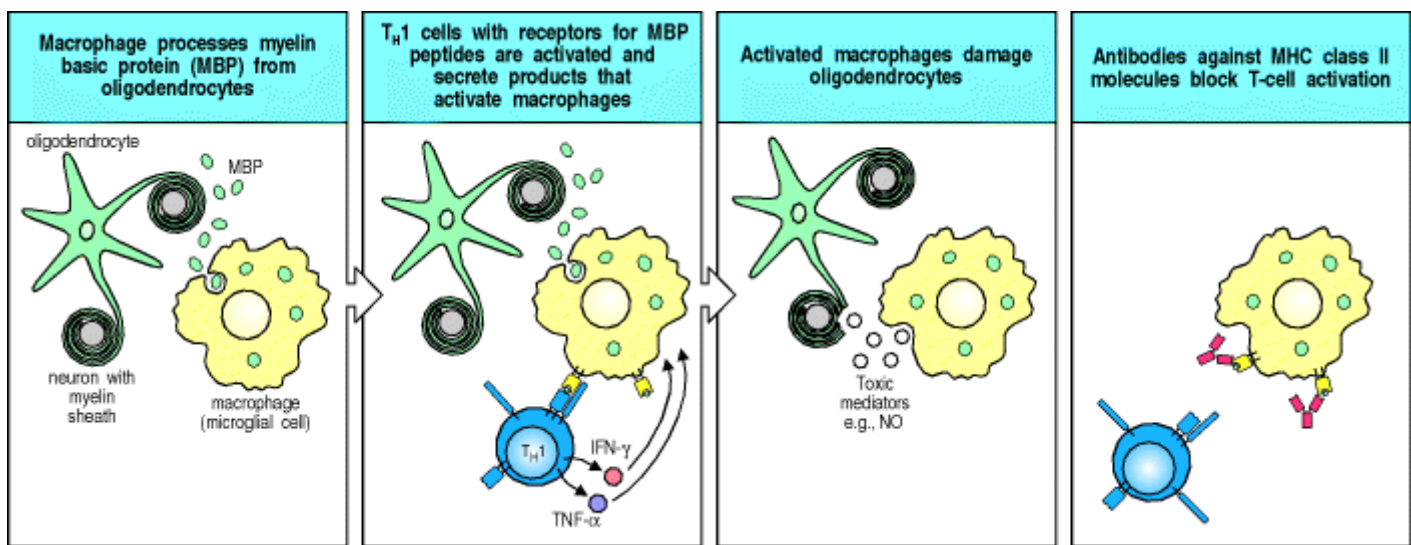 Macrophage processes myelin
basic protein (MBP) from
oligodendrocytes
oligodendrocyte
MBP
neuron with
myelin
sheath
macrophage
(microglial cell)
T_H1 cells with receptors for MBP
peptides are activated and
secrete products that
activate macrophages
T_H1
IFN-γ
TNF-α
Activated macrophages damage
oligodendrocytes
Toxic
mediators
e.g., NO
Antibodies against MHC class II
molecules block T-cell activation